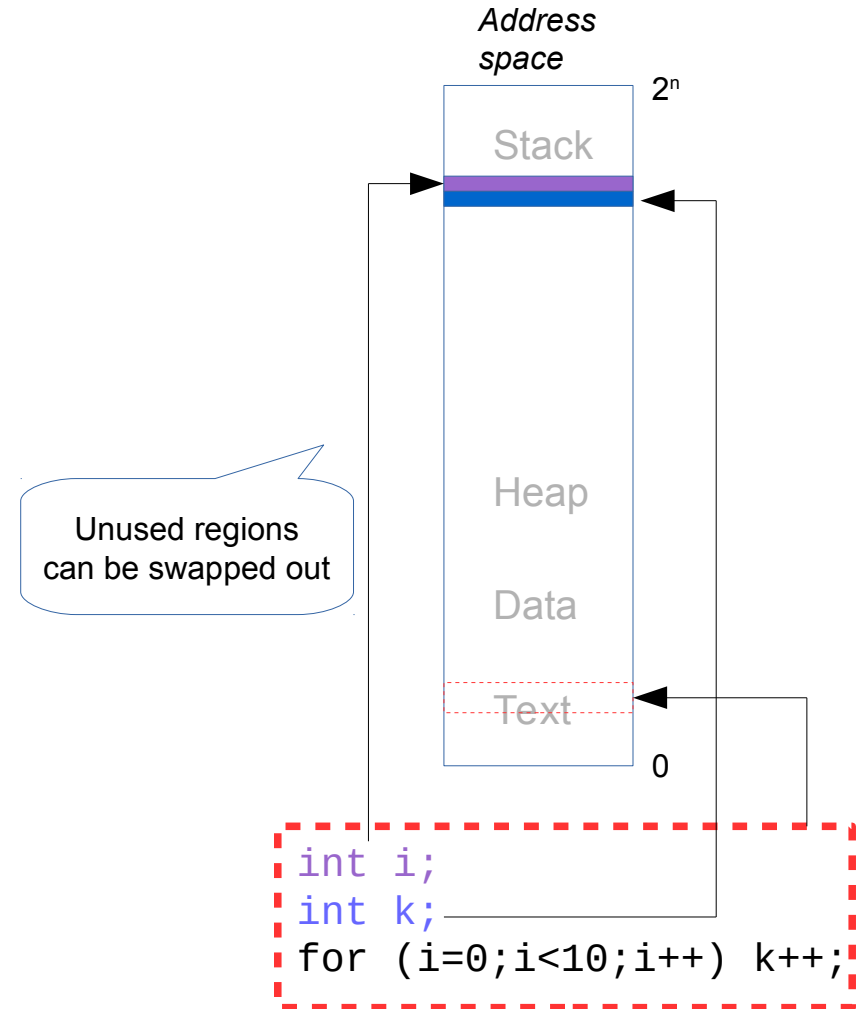 Address
space
2ⁿ
Stack
Unused regions
can be swapped out
Heap
Data
Text
0
int i;
int k;
for (i=0;i<10;i++) k++;